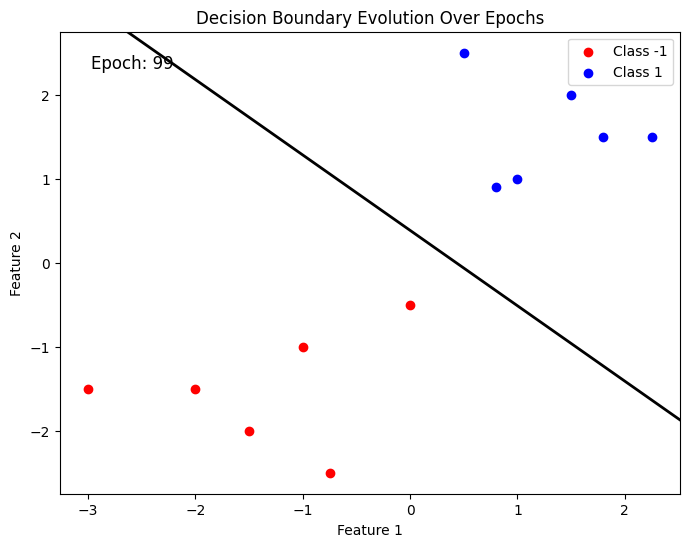 Decision Boundary Evolution Over Epochs
Epoch: 99
Class -1
Class 1
Feature 2
2
1
0
−1
−2
−3
−2
−1
0
1
2
Feature 1